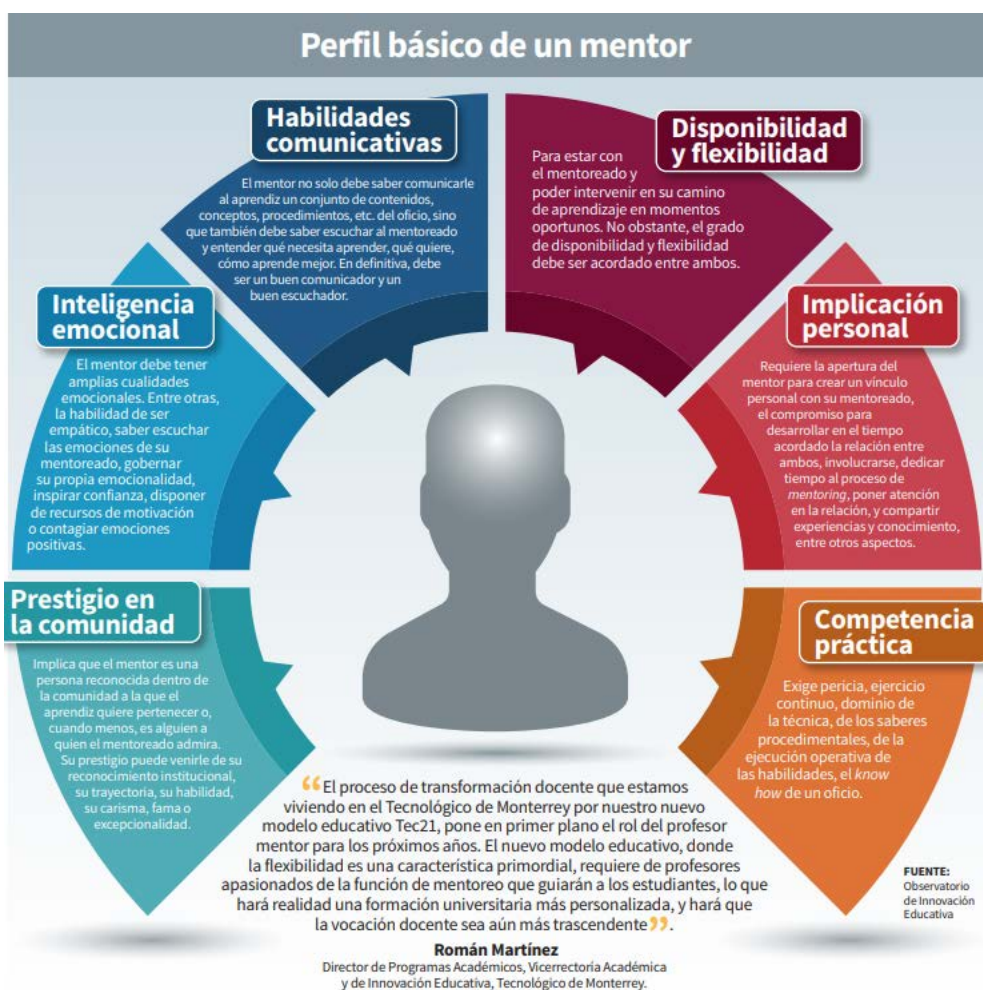 Perfil básico de un mentor
Habilidades
comunicativas
El mentor no solo debe saber comunicarle
al aprendiz un conjunto de contenidos,
conceptos, procedimientos, etc. del oficio, sino
que también debe saber escuchar al mentoreado
y entender qué necesita aprender, qué quiere,
cómo aprende mejor. En definitiva, debe
ser un buen comunicador y un
buen escuchador.
Disponibilidad
y flexibilidad
Para estar con
el mentoreado y
poder intervenir en su camino
de aprendizaje en momentos
oportunos. No obstante, el grado
de disponibilidad y flexibilidad
debe ser acordado entre ambos.
Inteligencia
emocional
El mentor debe tener
amplias cualidades
emocionales. Entre otras,
la habilidad de ser
empático, saber escuchar
las emociones de su
mentoreado, gobernar
su propia emocionalidad,
inspirar confianza, disponer
de recursos de motivación
o contagiar emociones
positivas.
Implicación
personal
Requiere la apertura del
mentor para crear un vínculo
personal con su mentoreado,
el compromiso para
desarrollar en el tiempo
acordado la relación entre
ambos, involucrarse, dedicar
tiempo al proceso de
mentoring, poner atención
en la relación, y compartir
experiencias y conocimiento,
entre otros aspectos.
Prestigio en
la comunidad
Implica que el mentor es una
persona reconocida dentro de
la comunidad a la que el
aprendiz quiere pertenecer o,
cuando menos, es alguien a
quien el mentoreado admira.
Su prestigio puede venirle de su
reconocimiento institucional,
su trayectoria, su habilidad,
su carisma, fama o
excepcionalidad.
Competencia
práctica
Exige pericia, ejercicio
continuo, dominio de
la técnica, de los saberes
procedimentales, de la
ejecución operativa de
las habilidades, el know
how de un oficio.
“El proceso de transformación docente que estamos
viviendo en el Tecnológico de Monterrey por nuestro nuevo
modelo educativo Tec21, pone en primer plano el rol del profesor
mentor para los próximos años. El nuevo modelo educativo, donde
la flexibilidad es una característica primordial, requiere de profesores
apasionados de la función de mentoreo que guiarán a los estudiantes, lo que
hará realidad una formación universitaria más personalizada, y hará que
la vocación docente sea aún más trascendente”.
Román Martínez
Director de Programas Académicos, Vicerrectoria Académica
y de Innovación Educativa, Tecnológico de Monterrey.
FUENTE:
Observatorio
de Innovación
Educativa